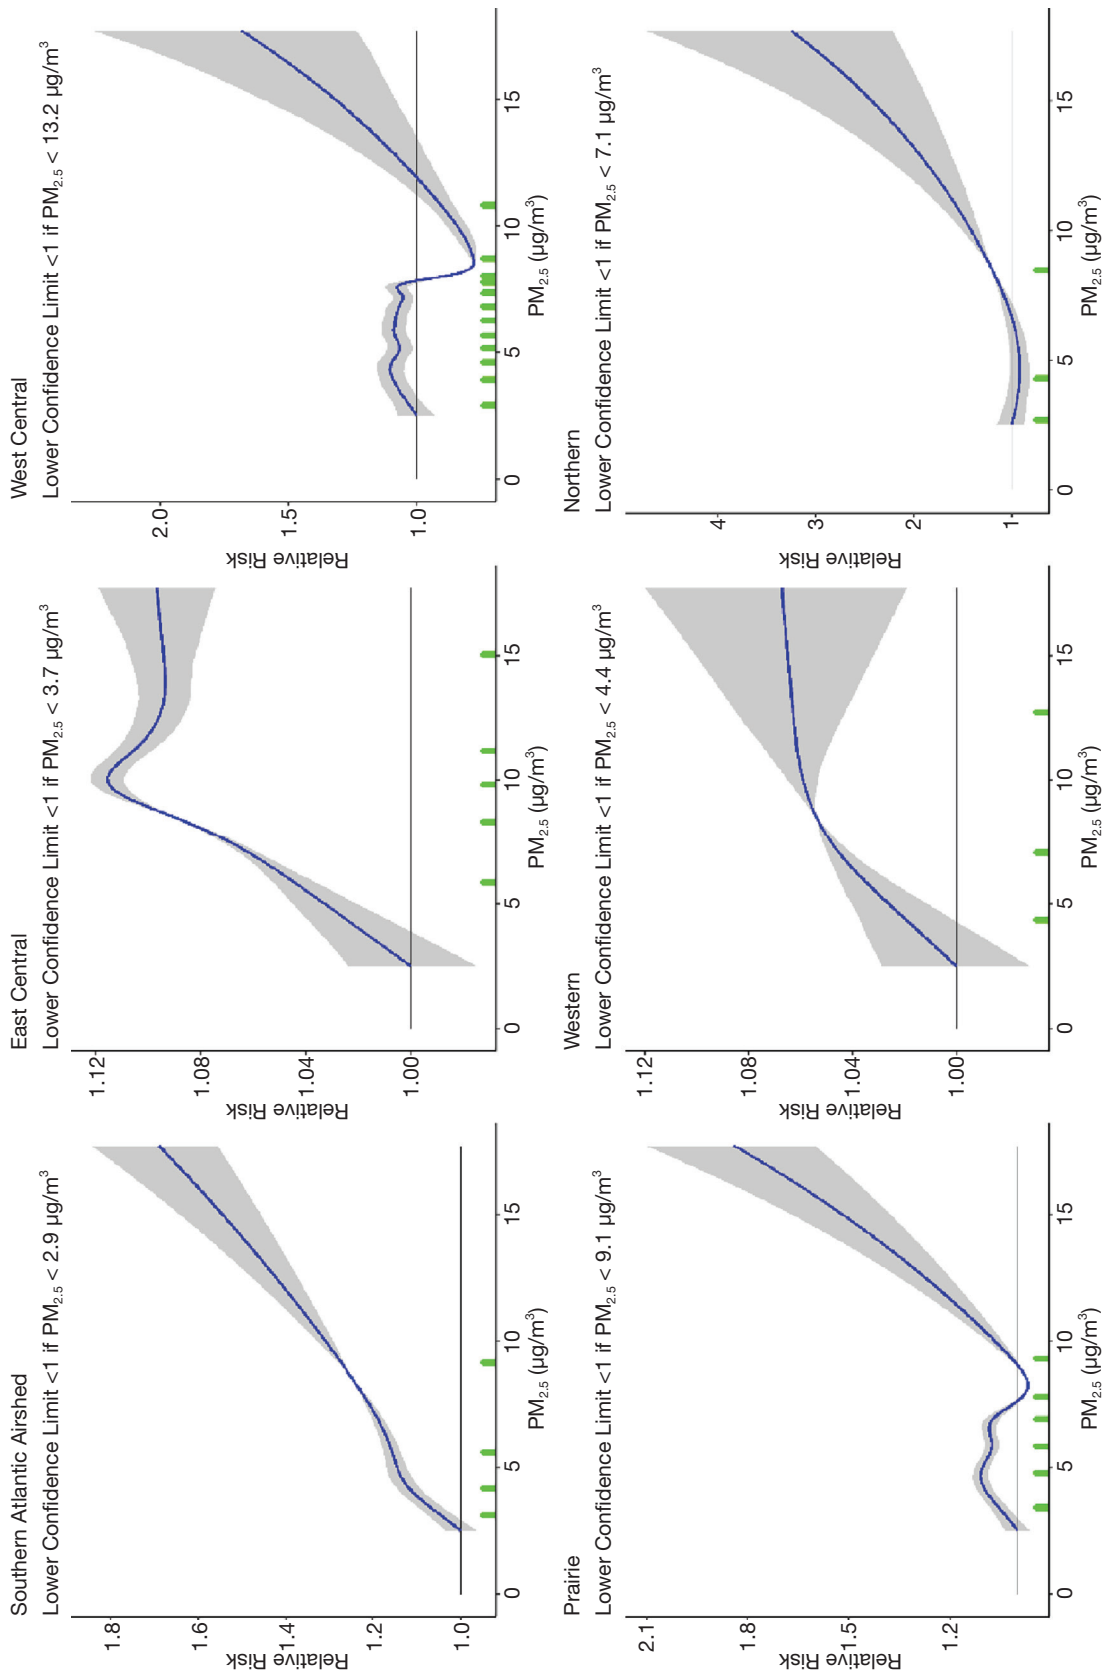 Southern Atlantic Airshed
Lower Confidence Limit <1 if PM2.5 < 2.9 µg/m3
Relative Risk
1.8
1.6
1.4
1.2
1.0
0 5 10 15
PM2.5 (µg/m3)
East Central
Lower Confidence Limit <1 if PM2.5 < 3.7 µg/m3
Relative Risk
1.12
1.08
1.04
1.00
0 5 10 15
PM2.5 (µg/m3)
West Central
Lower Confidence Limit <1 if PM2.5 < 13.2 µg/m3
Relative Risk
2.0
1.5
1.0
0 5 10 15
PM2.5 (µg/m3)
Prairie
Lower Confidence Limit <1 if PM2.5 < 9.1 µg/m3
Relative Risk
2.1
1.8
1.5
1.2
0 5 10 15
PM2.5 (µg/m3)
Western
Lower Confidence Limit <1 if PM2.5 < 4.4 µg/m3
Relative Risk
1.12
1.08
1.04
1.00
0 5 10 15
PM2.5 (µg/m3)
Northern
Lower Confidence Limit <1 if PM2.5 < 7.1 µg/m3
Relative Risk
4
3
2
1
0 5 10 15
PM2.5 (µg/m3)